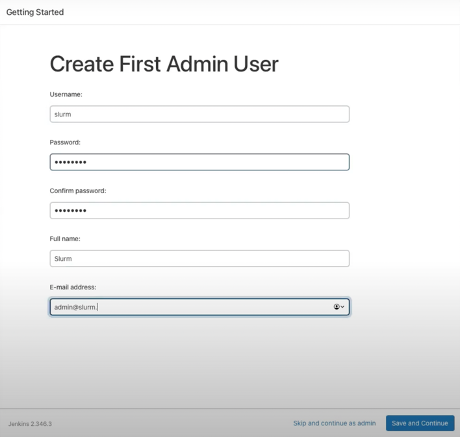 Getting Started
Create First Admin User
Username:
slurm
Password:
••••••••
Confirm password:
••••••••
Full name:
Slurm
E-mail address:
admin@slurm.
Jenkins 2.346.3
Skip and continue as admin
Save and Continue